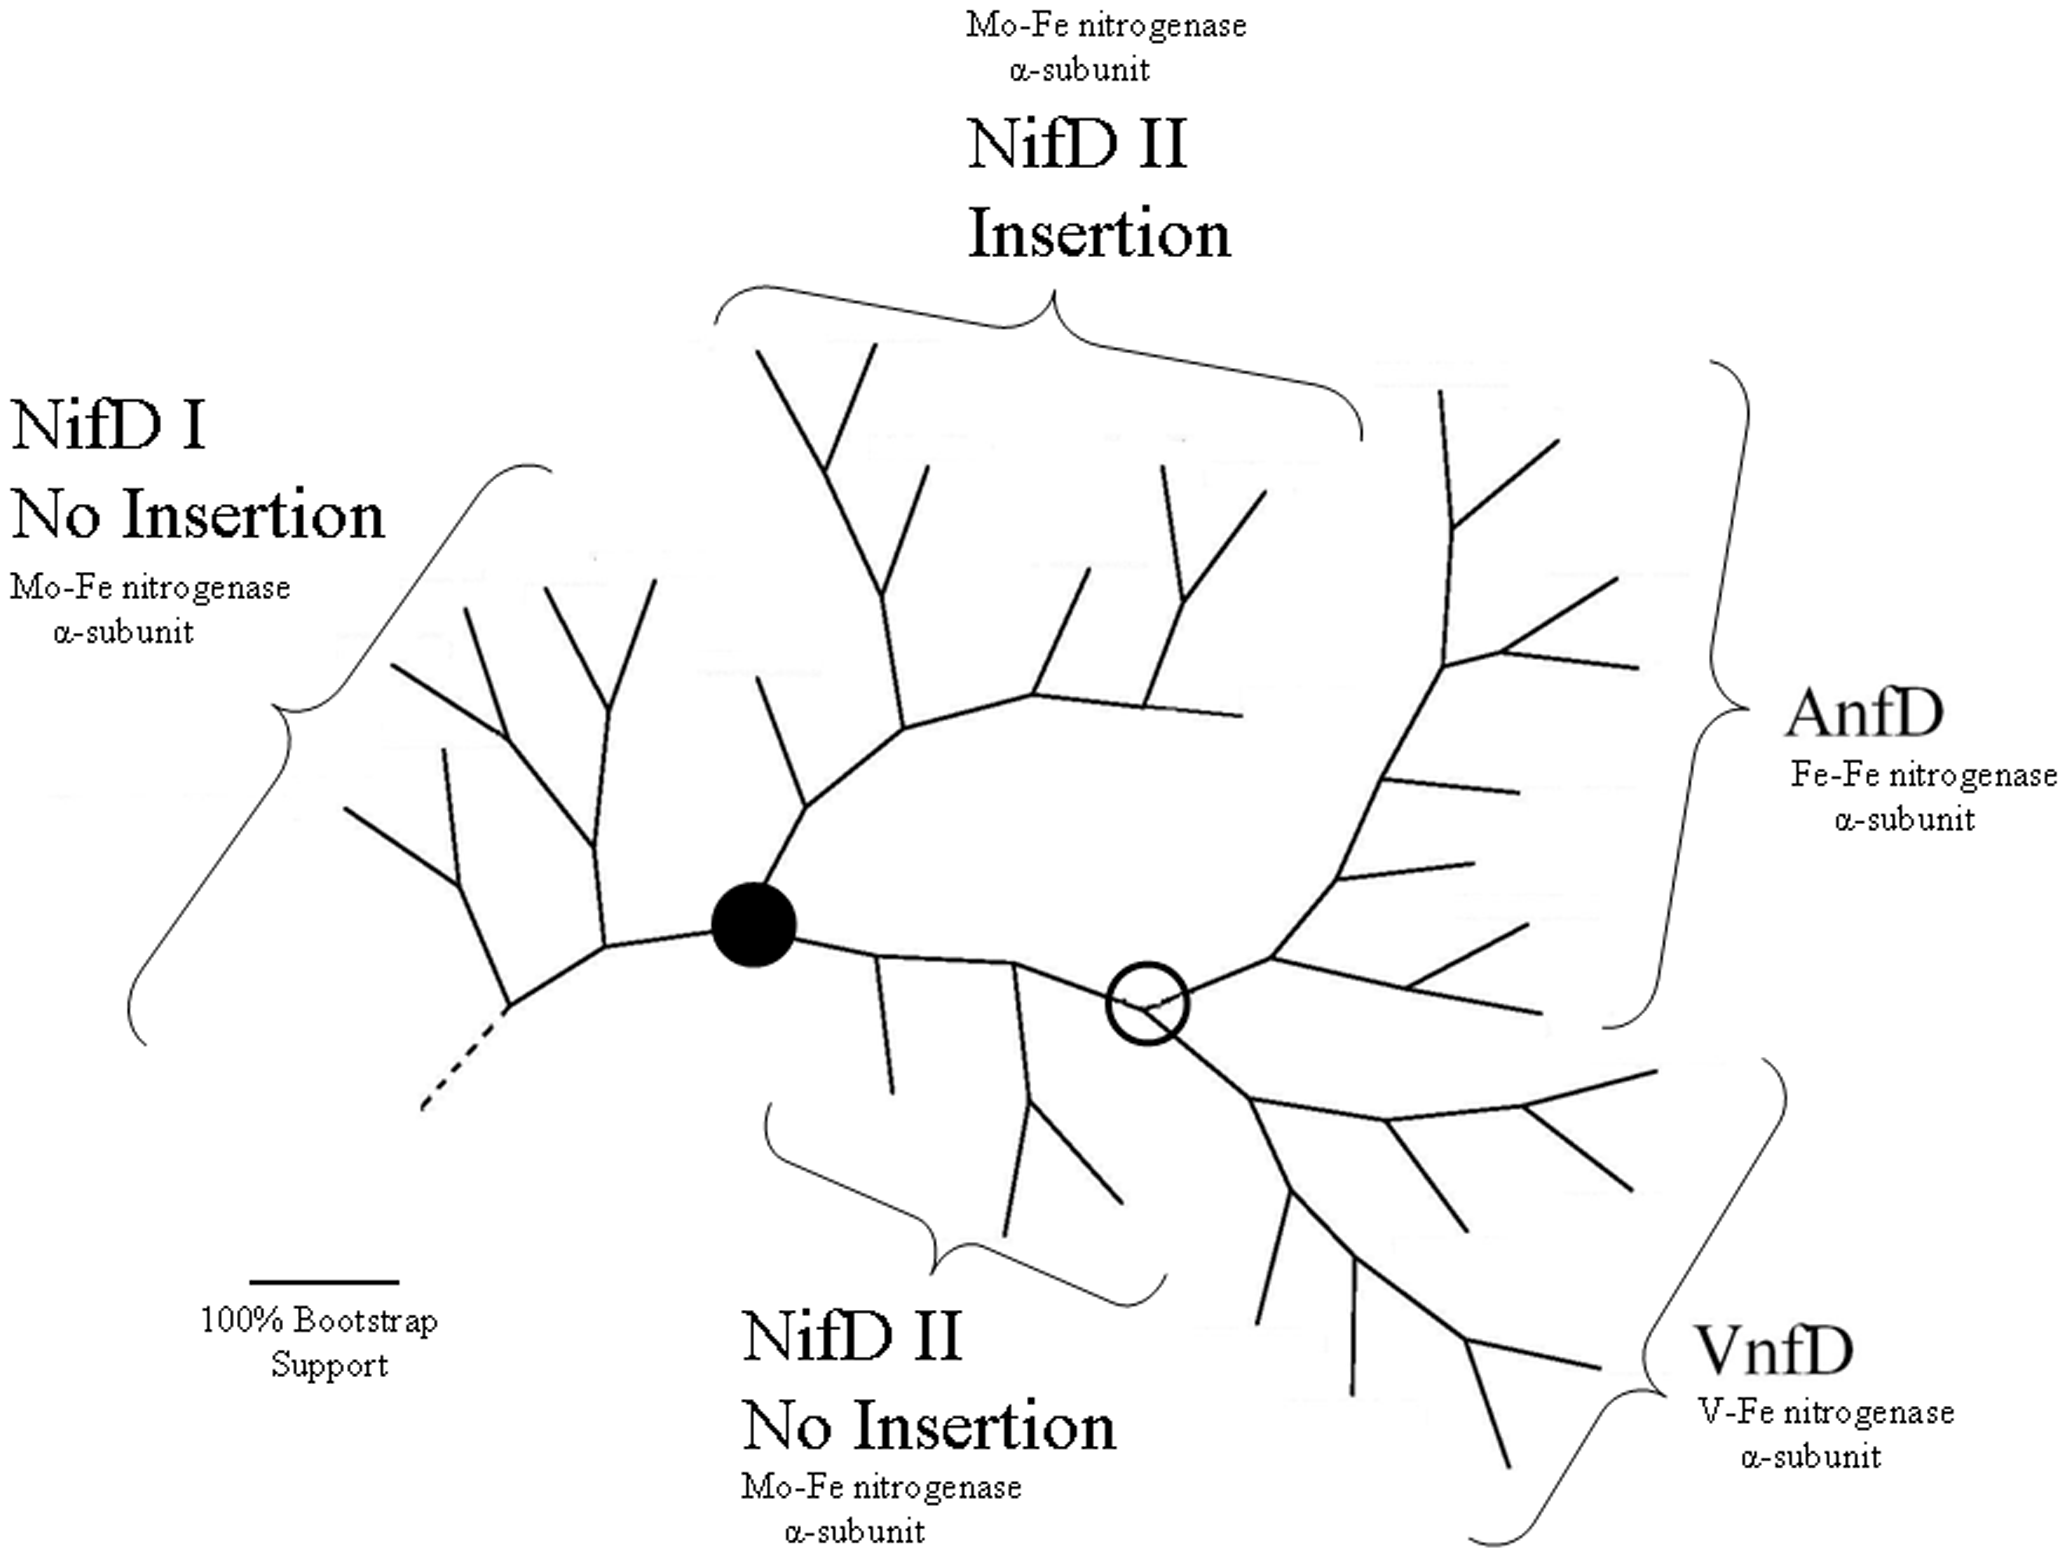 Mo-Fe nitrogenase
α-subunit
NifD II
Insertion
NifD I
No Insertion
Mo-Fe nitrogenase
α-subunit
AnfD
Fe-Fe nitrogenase
α-subunit
100% Bootstrap
Support
NifD II
No Insertion
Mo-Fe nitrogenase
α-subunit
VnfD
V-Fe nitrogenase
α-subunit